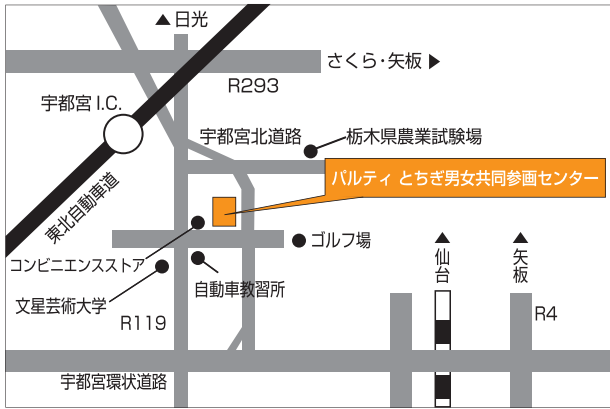 ▲日光
さくら・矢板▶
R293
宇都宮 I.C.
宇都宮北道路
栃木県農業試験場
パルティ とちぎ男女共同参画センター
東北自動車道
ゴルフ場
コンビニエンスストア
自動車教習所
文星芸術大学
R119
▲仙台
▲矢板
R4
宇都宮環状道路